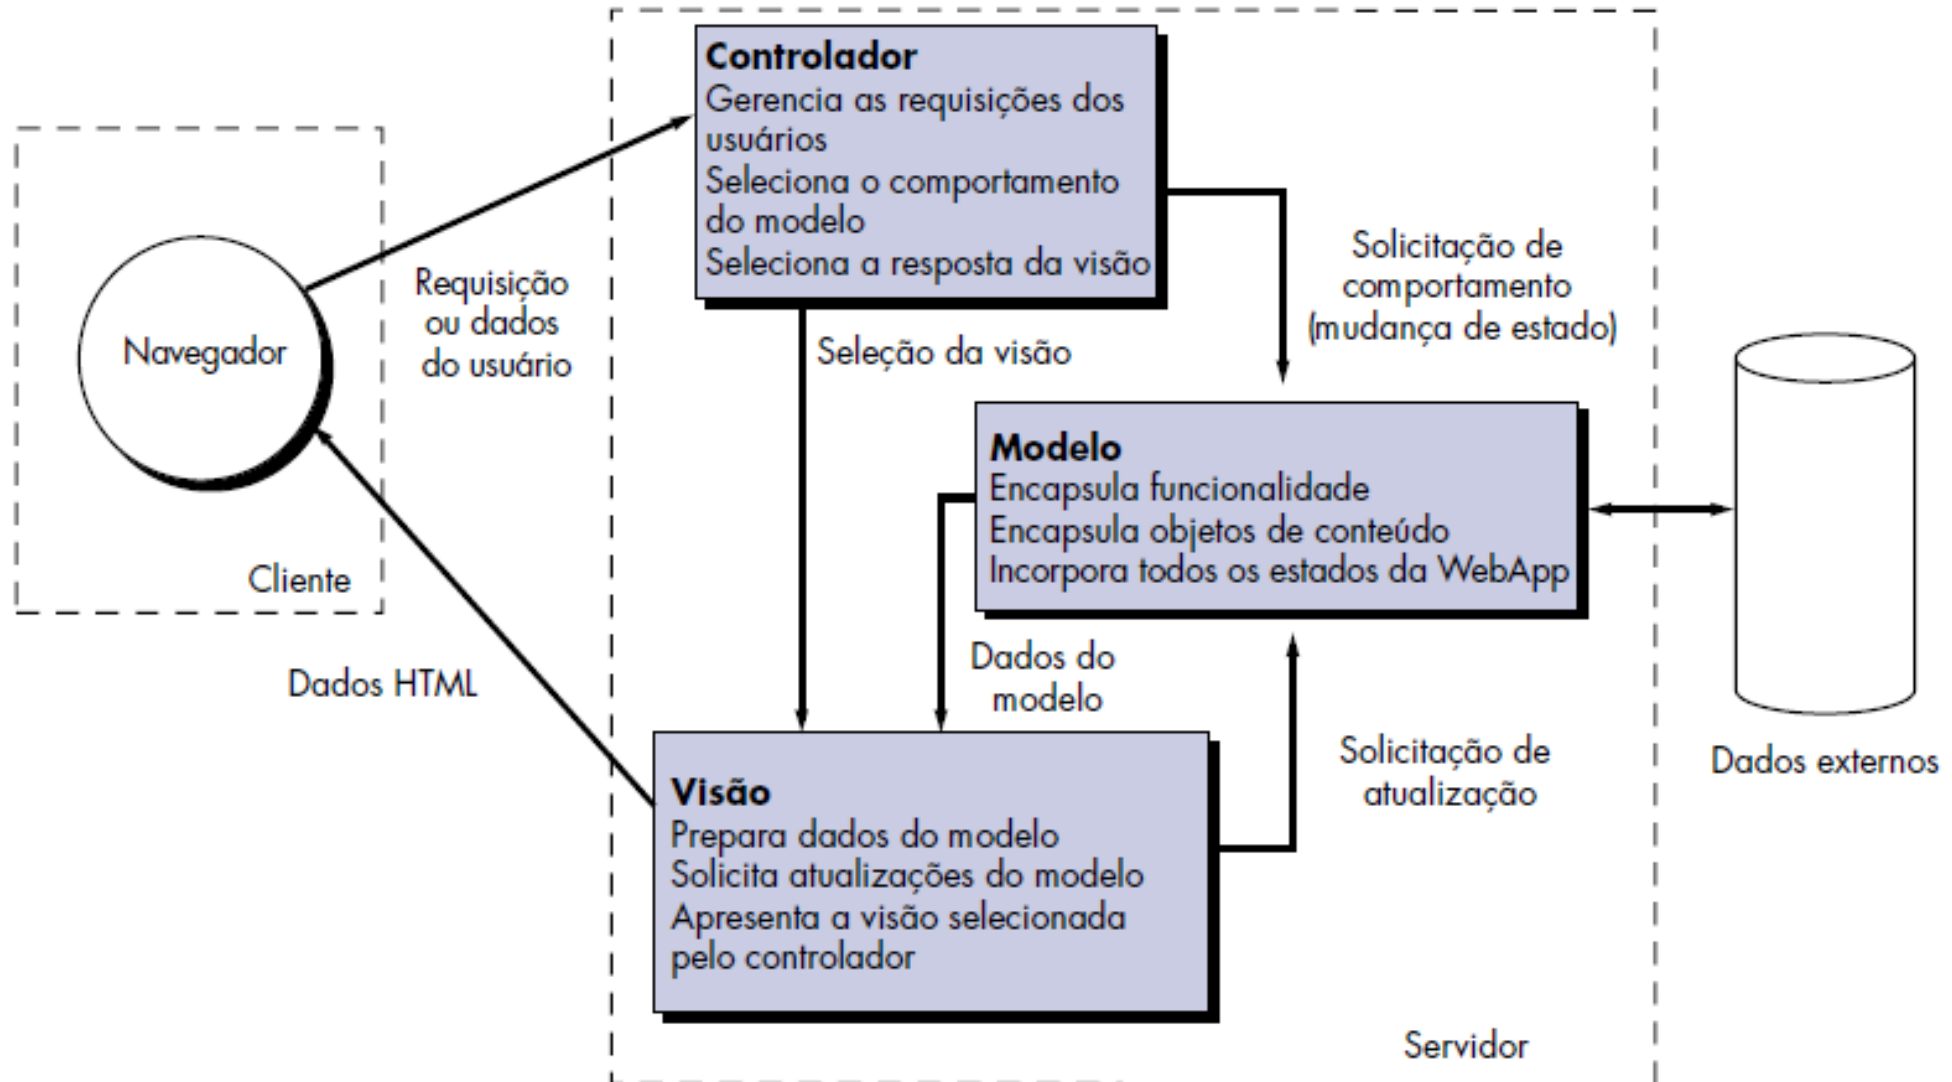 Controlador
Gerencia as requisições dos
usuários
Seleciona o comportamento
do modelo
Seleciona a resposta da visão
Navegador
Requisição
ou dados
do usuário
Cliente
Seleção da visão
Solicitação de
comportamento
(mudança de estado)
Modelo
Encapsula funcionalidade
Encapsula objetos de conteúdo
Incorpora todos os estados da WebApp
Dados HTML
Dados do
modelo
Solicitação de
atualização
Dados externos
Visão
Prepara dados do modelo
Solicita atualizações do modelo
Apresenta a visão selecionada
pelo controlador
Servidor